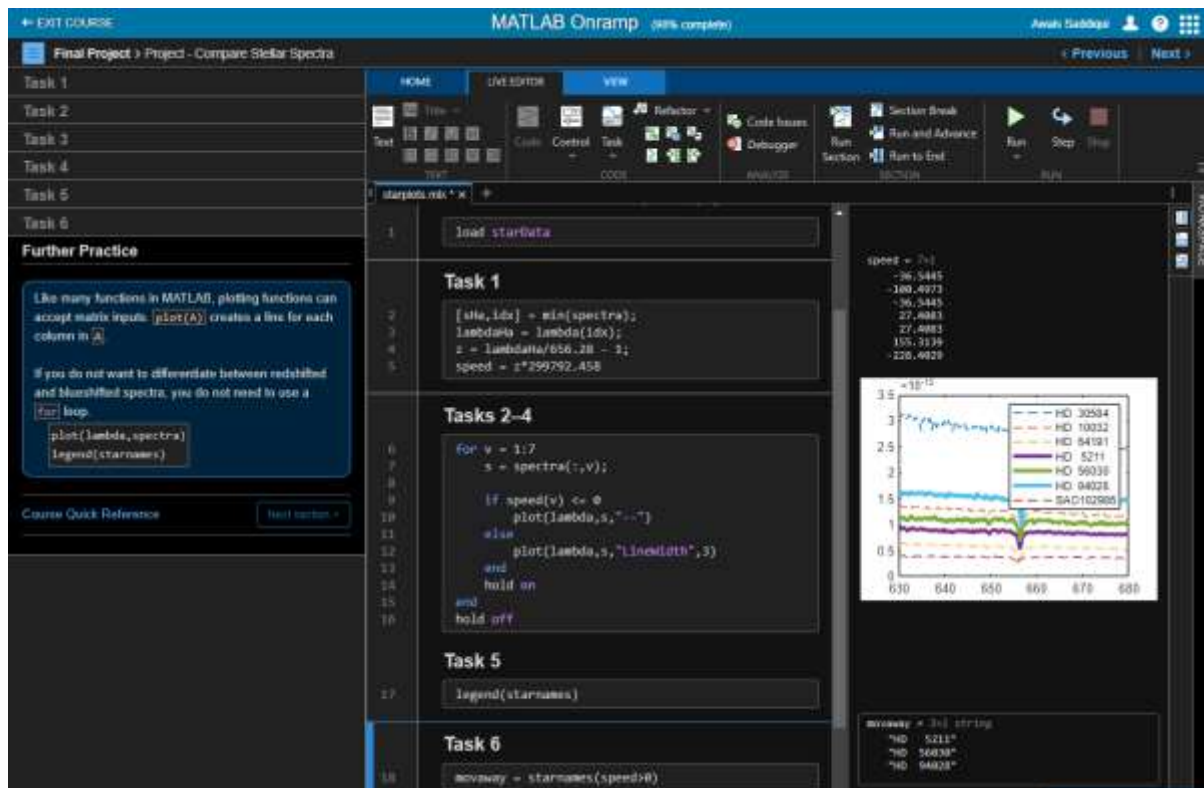 ← EXIT COURSE
MATLAB Onramp (98% complete)
Final Project > Project - Compare Stellar Spectra
‹ Previous
Next ›
Task 1
Task 2
Task 3
Task 4
Task 5
Task 6
Further Practice
Like many functions in MATLAB, plotting functions can
accept matrix inputs. plot(A) creates a line for each
column in A.
If you do not want to differentiate between redshifted
and blueshifted spectra, you do not need to use a
for loop.
plot(lambda,spectra)
legend(starnames)
Course Quick Reference
Next section >
HOME
LIVE EDITOR
VIEW
Text
Title
TEXT
Code
Control
Task
Refactor
CODE
Code Issues
Debugger
ANALYZE
Run Section
Section Break
Run and Advance
Run to End
SECTION
Run
Step
Stop
RUN
starplots.mlx *
1 load starData
Task 1
2 [sHa,idx] = min(spectra);
3 lambdaHa = lambda(idx);
4 z = lambdaHa/656.28 - 1;
5 speed = z*299792.458
Tasks 2–4
6 for v = 1:7
7 s = spectra(:,v);
8
9 if speed(v) <= 0
10 plot(lambda,s,"--")
11 else
12 plot(lambda,s,"LineWidth",3)
13 end
14 hold on
15 end
16 hold off
Task 5
17 legend(starnames)
Task 6
18 movaway = starnames(speed>0)
speed = 7×1
-36.5445
-36.5445
27.4083
27.4083
155.3139
3.5
3
2.5
2
1.5
1
0.5
0
630 640 650 660 670 680
HD 30584
HD 10032
HD 64191
HD 5211
HD 56030
HD 94028
SAO102986
movaway = 3×1 string
"HD 5211"
"HD 56030"
"HD 94028"